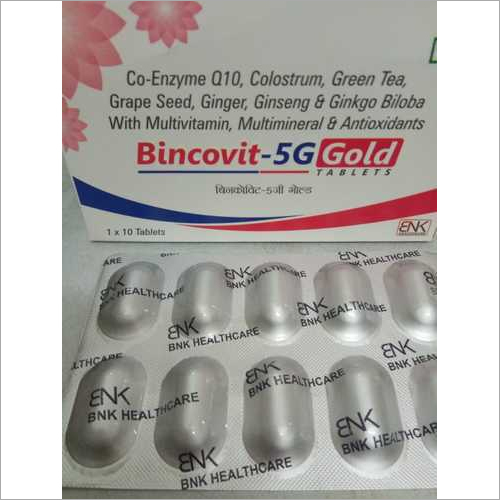 Co-Enzyme Q10, Colostrum, Green Tea,
Grape Seed, Ginger, Ginseng & Ginkgo Biloba
With Multivitamin, Multimineral & Antioxidants
Bincovit-5G Gold
TABLETS
बिनकोविट-5जी गोल्ड
1 x 10 Tablets
BNK
BNK
BNK HEALTHCARE
BNK
BNK HEALTHCARE
BNK
BNK HEALTHCARE
BNK
BNK HEALTHCARE
BNK
BNK HEALTHCARE
BNK
BNK HEALTHCARE